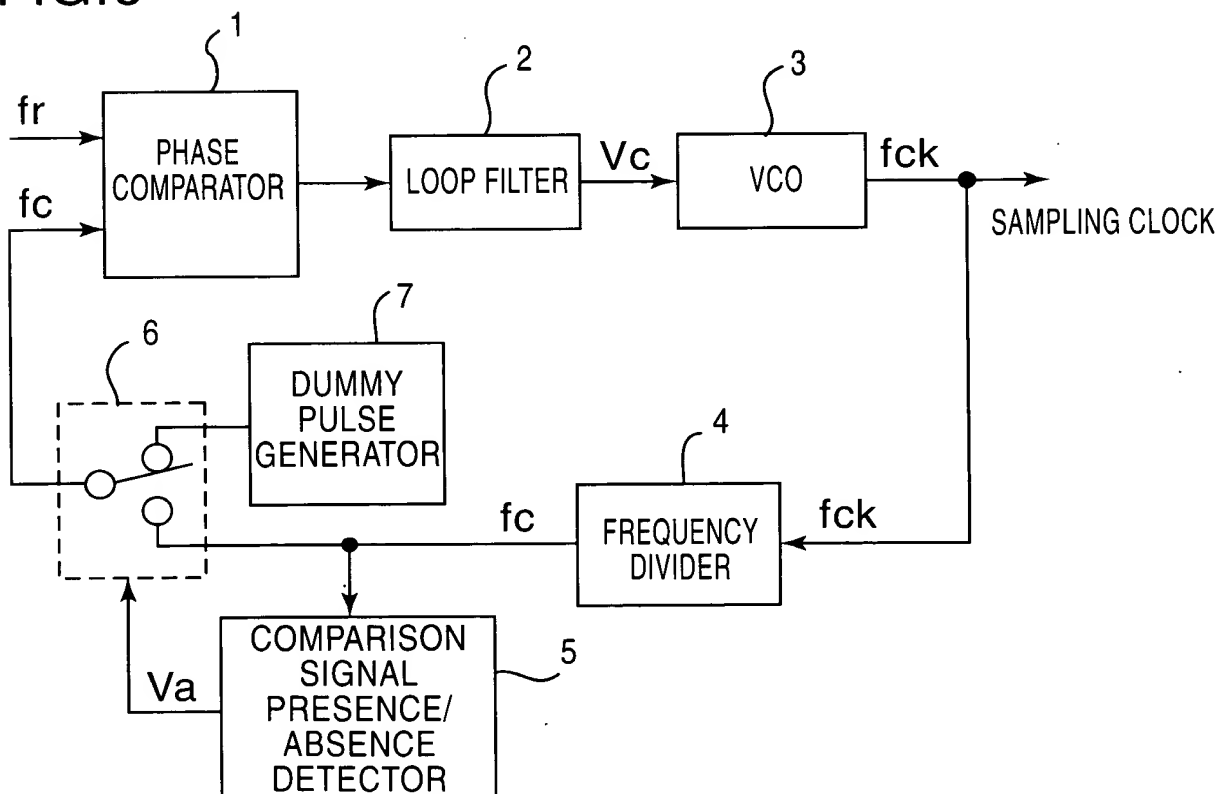 1
2
3
fr
PHASE
COMPARATOR
LOOP FILTER
Vc
VCO
fck
fc
SAMPLING CLOCK
7
6
DUMMY
PULSE
GENERATOR
4
fc
FREQUENCY
DIVIDER
fck
COMPARISON
SIGNAL
PRESENCE/
ABSENCE
DETECTOR
5
Va